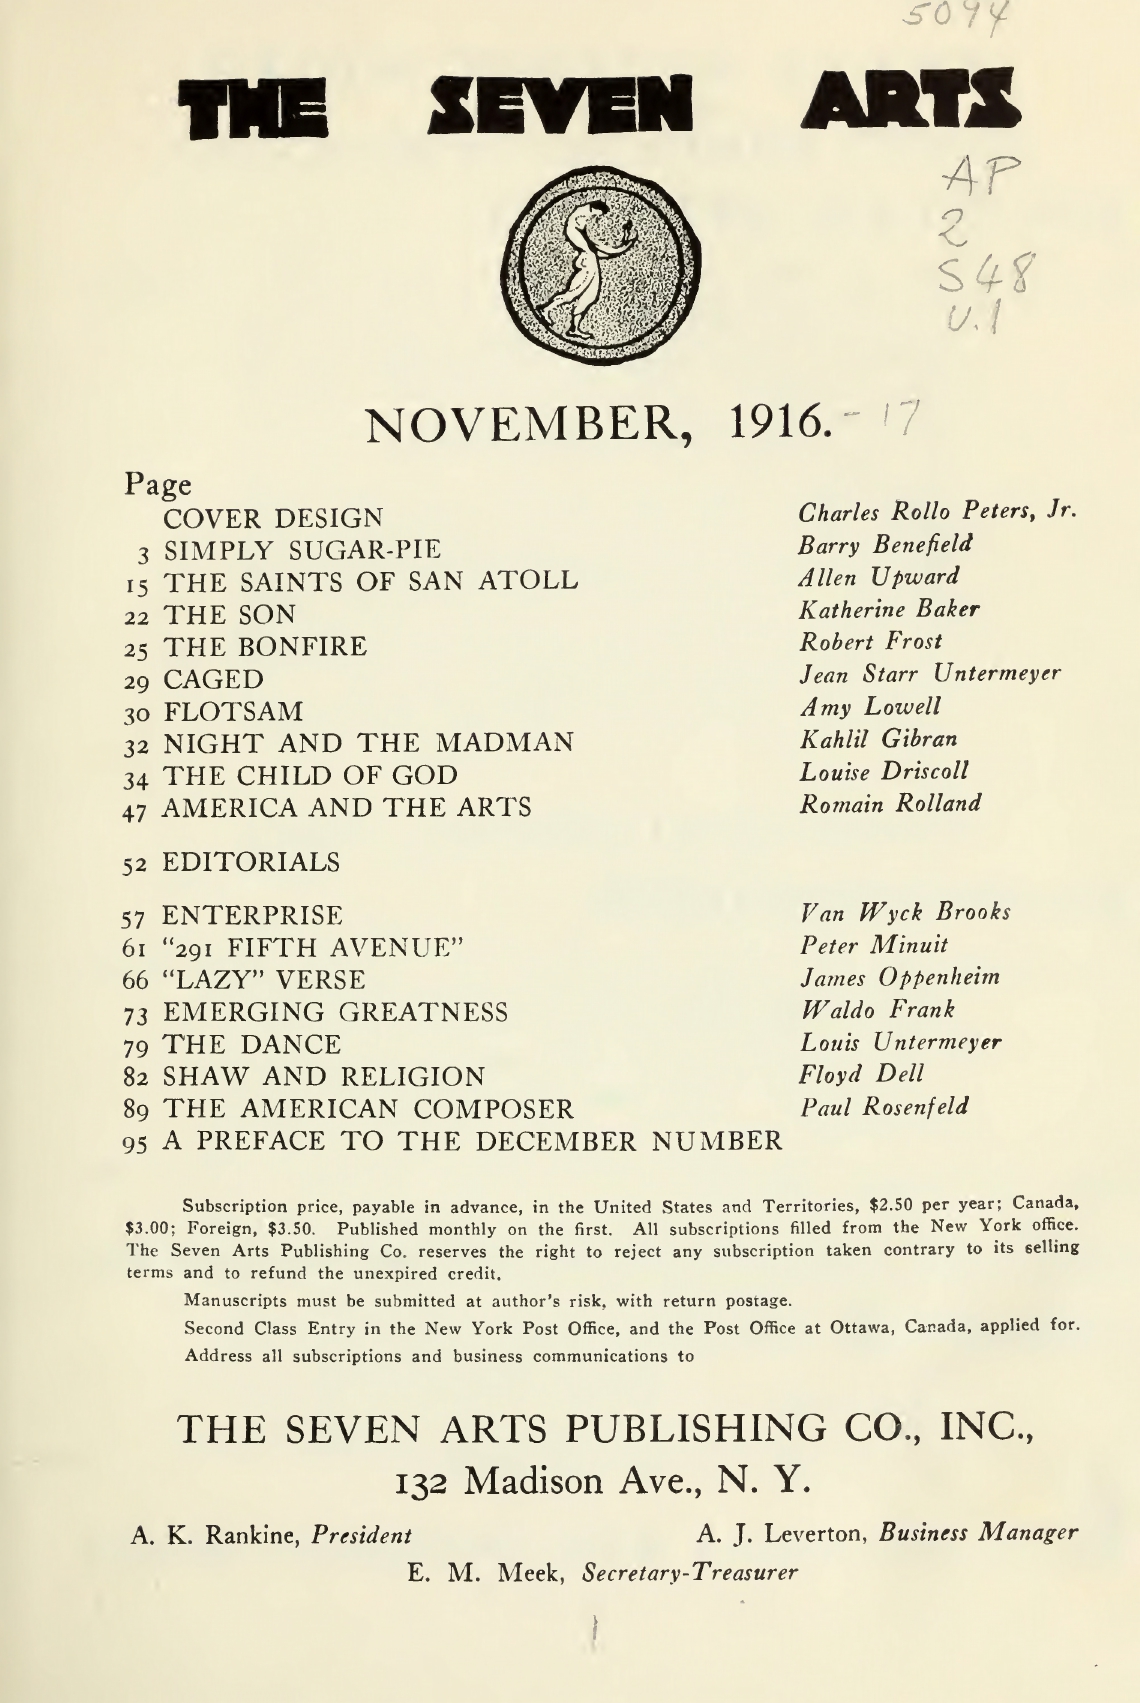 5094
THE SEVEN ARTS
AP
2
S48
v.1
NOVEMBER, 1916. - 17
Page
COVER DESIGN Charles Rollo Peters, Jr.
3 SIMPLY SUGAR-PIE Barry Benefield
15 THE SAINTS OF SAN ATOLL Allen Upward
22 THE SON Katherine Baker
25 THE BONFIRE Robert Frost
29 CAGED Jean Starr Untermeyer
30 FLOTSAM Amy Lowell
32 NIGHT AND THE MADMAN Kahlil Gibran
34 THE CHILD OF GOD Louise Driscoll
47 AMERICA AND THE ARTS Romain Rolland
52 EDITORIALS
57 ENTERPRISE Van Wyck Brooks
61 “291 FIFTH AVENUE” Peter Minuit
66 “LAZY” VERSE James Oppenheim
73 EMERGING GREATNESS Waldo Frank
79 THE DANCE Louis Untermeyer
82 SHAW AND RELIGION Floyd Dell
89 THE AMERICAN COMPOSER Paul Rosenfeld
95 A PREFACE TO THE DECEMBER NUMBER
Subscription price, payable in advance, in the United States and Territories, $2.50 per year; Canada,
$3.00; Foreign, $3.50. Published monthly on the first. All subscriptions filled from the New York office.
The Seven Arts Publishing Co. reserves the right to reject any subscription taken contrary to its selling
terms and to refund the unexpired credit.
Manuscripts must be submitted at author's risk, with return postage.
Second Class Entry in the New York Post Office, and the Post Office at Ottawa, Canada, applied for.
Address all subscriptions and business communications to
THE SEVEN ARTS PUBLISHING CO., INC.,
132 Madison Ave., N. Y.
A. K. Rankine, President A. J. Leverton, Business Manager
E. M. Meek, Secretary-Treasurer
1